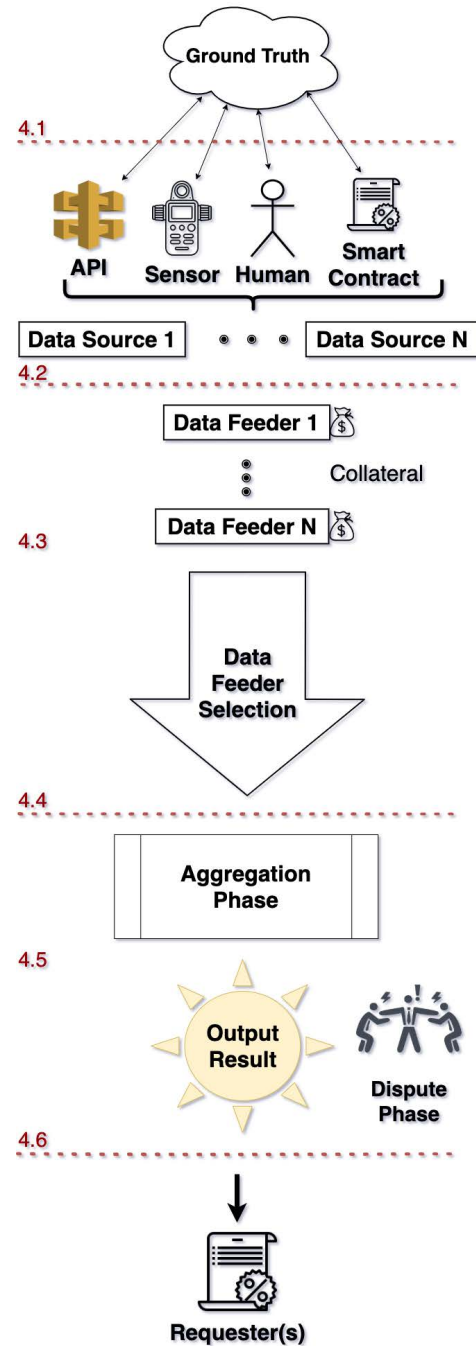 Ground Truth
4.1
API
Sensor
Human
Smart
Contract
Data Source 1
Data Source N
4.2
Data Feeder 1
$
Collateral
Data Feeder N
$
4.3
Data
Feeder
Selection
4.4
Aggregation
Phase
4.5
Output
Result
!
Dispute
Phase
4.6
Requester(s)